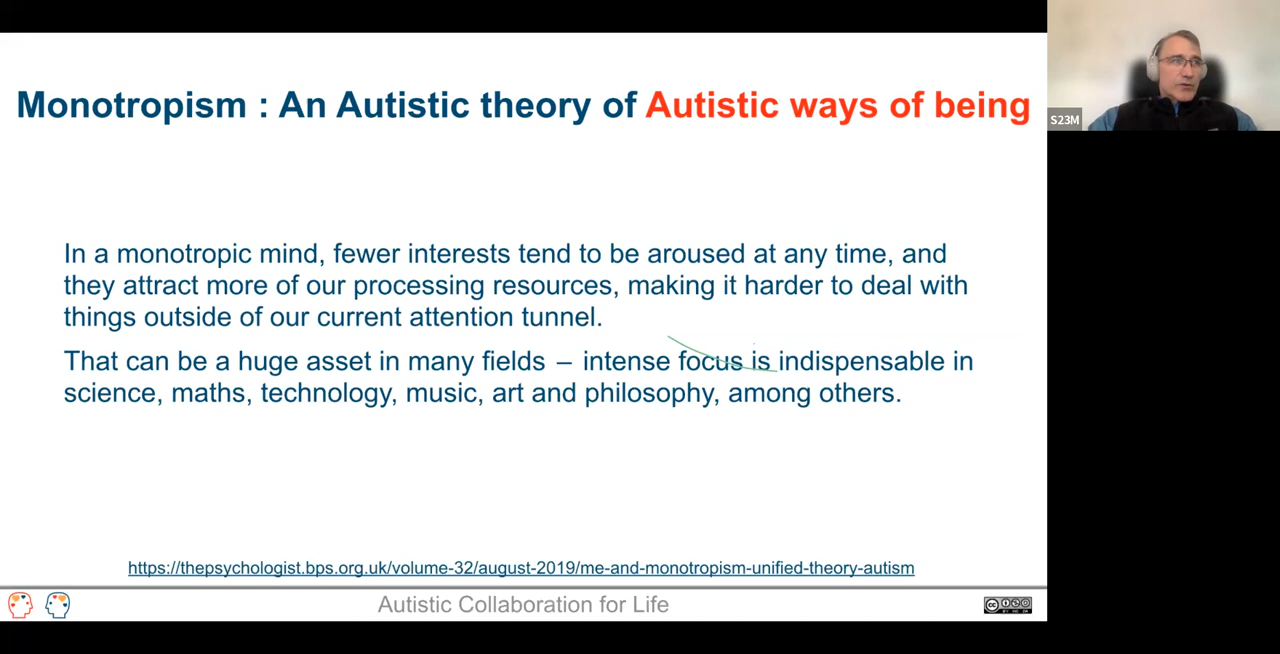 Monotropism : An Autistic theory of Autistic ways of being
S23M
In a monotropic mind, fewer interests tend to be aroused at any time, and
they attract more of our processing resources, making it harder to deal with
things outside of our current attention tunnel.
That can be a huge asset in many fields – intense focus is indispensable in
science, maths, technology, music, art and philosophy, among others.
https://thepsychologist.bps.org.uk/volume-32/august-2019/me-and-monotropism-unified-theory-autism
Autistic Collaboration for Life